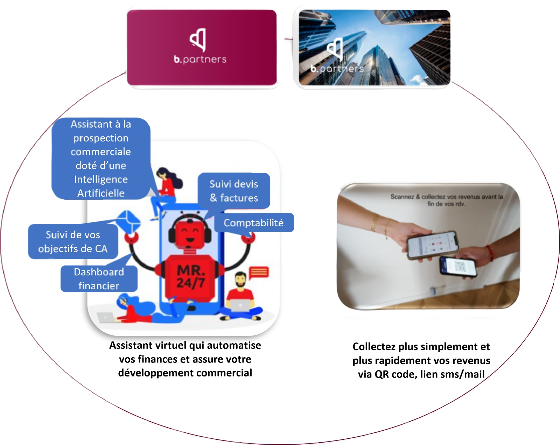 b.partners
b.partners
Assistant à la
prospection
commerciale
doté d'une
Intelligence
Artificielle
Suivi devis
& factures
Comptabilité
Suivi de vos
objectifs de CA
Dashboard
financier
MR.
24/7
Assistant virtuel qui automatise
vos finances et assure votre
développement commercial
Scannez & collectez vos revenus avant la
fin de vos rdv.
Collectez plus simplement et
plus rapidement vos revenus
via QR code, lien sms/mail